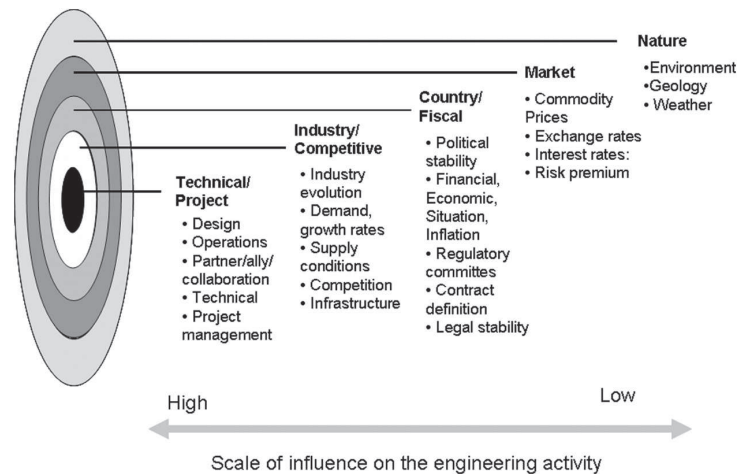 Nature
•Environment
•Geology
• Weather
Market
• Commodity
Prices
• Exchange rates
• Interest rates:
• Risk premium
Country/
Fiscal
• Political
stability
• Financial,
Economic,
Situation,
Inflation
• Regulatory
committes
• Contract
definition
• Legal stability
Industry/
Competitive
• Industry
evolution
• Demand,
growth rates
• Supply
conditions
• Competition
• Infrastructure
Technical/
Project
• Design
• Operations
• Partner/ally/
collaboration
• Technical
• Project
management
High
Low
Scale of influence on the engineering activity